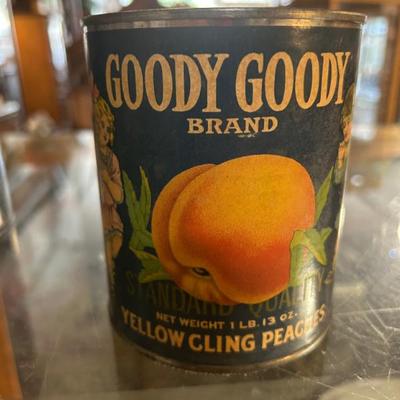 GOODY GOODY
BRAND
STANDARD QUALITY
NET WEIGHT 1 LB. 13 OZ.
YELLOW CLING PEACHES